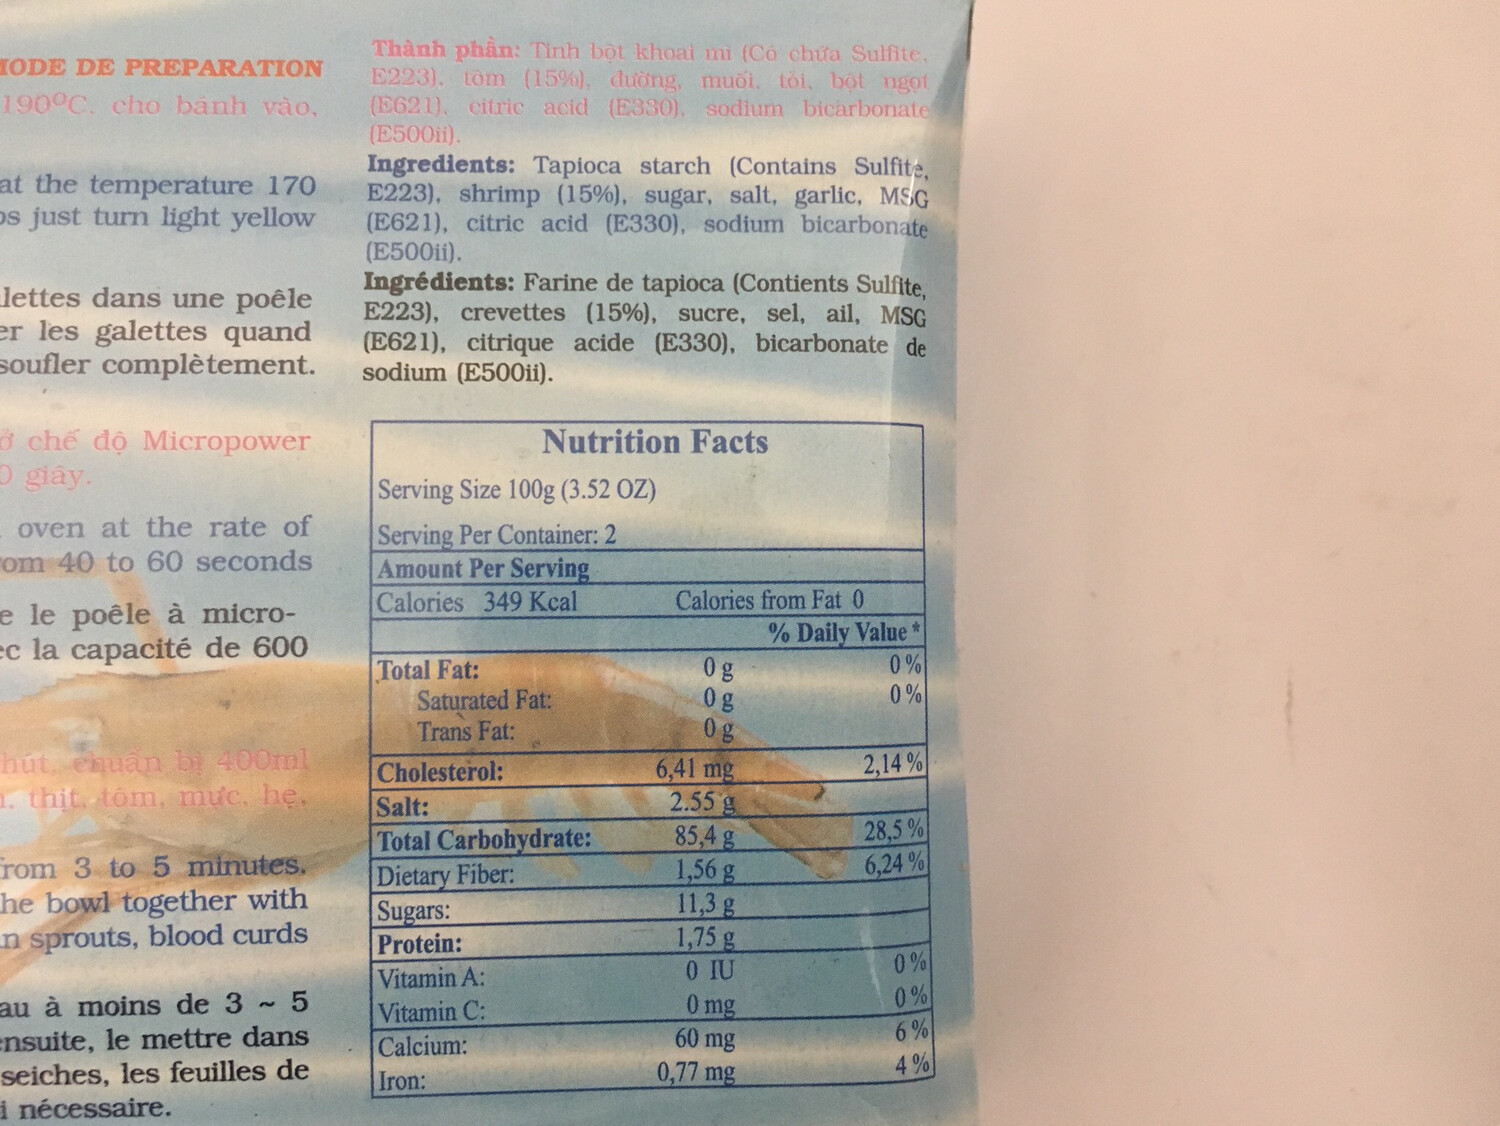 MODE DE PREPARATION
190ºC, cho bánh vào,
at the temperature 170
just turn light yellow
dans une poêle
les galettes quand
soufler complètement.
ở chế độ Micropower
giây.
oven at the rate of
40 to 60 seconds
le poêle à micro-
la capacité de 600
chuẩn bị 400ml
thịt, tôm, mực, hẹ,
from 3 to 5 minutes.
the bowl together with
sprouts, blood curds
à moins de 3 ~ 5
ensuite, le mettre dans
seiches, les feuilles de
nécessaire.
Thành phần: Tinh bột khoai mì (Có chứa Sulfite,
E223), tôm (15%), đường, muối, tỏi, bột ngọt
(E621), citric acid (E330), sodium bicarbonate
(E500ii).
Ingredients: Tapioca starch (Contains Sulfite,
E223), shrimp (15%), sugar, salt, garlic, MSG
(E621), citric acid (E330), sodium bicarbonate
(E500ii).
Ingrédients: Farine de tapioca (Contients Sulfite,
E223), crevettes (15%), sucre, sel, ail, MSG
(E621), citrique acide (E330), bicarbonate de
sodium (E500ii).
Nutrition Facts
Serving Size 100g (3.52 OZ)
Serving Per Container: 2
Amount Per Serving
Calories 349 Kcal Calories from Fat 0
% Daily Value *
Total Fat: 0 g 0 %
Saturated Fat: 0 g 0 %
Trans Fat: 0 g
Cholesterol: 6,41 mg 2,14 %
Salt: 2.55 g
Total Carbohydrate: 85,4 g 28,5 %
Dietary Fiber: 1,56 g 6,24 %
Sugars: 11,3 g
Protein: 1,75 g
Vitamin A: 0 IU 0 %
Vitamin C: 0 mg 0 %
Calcium: 60 mg 6 %
Iron: 0,77 mg 4 %